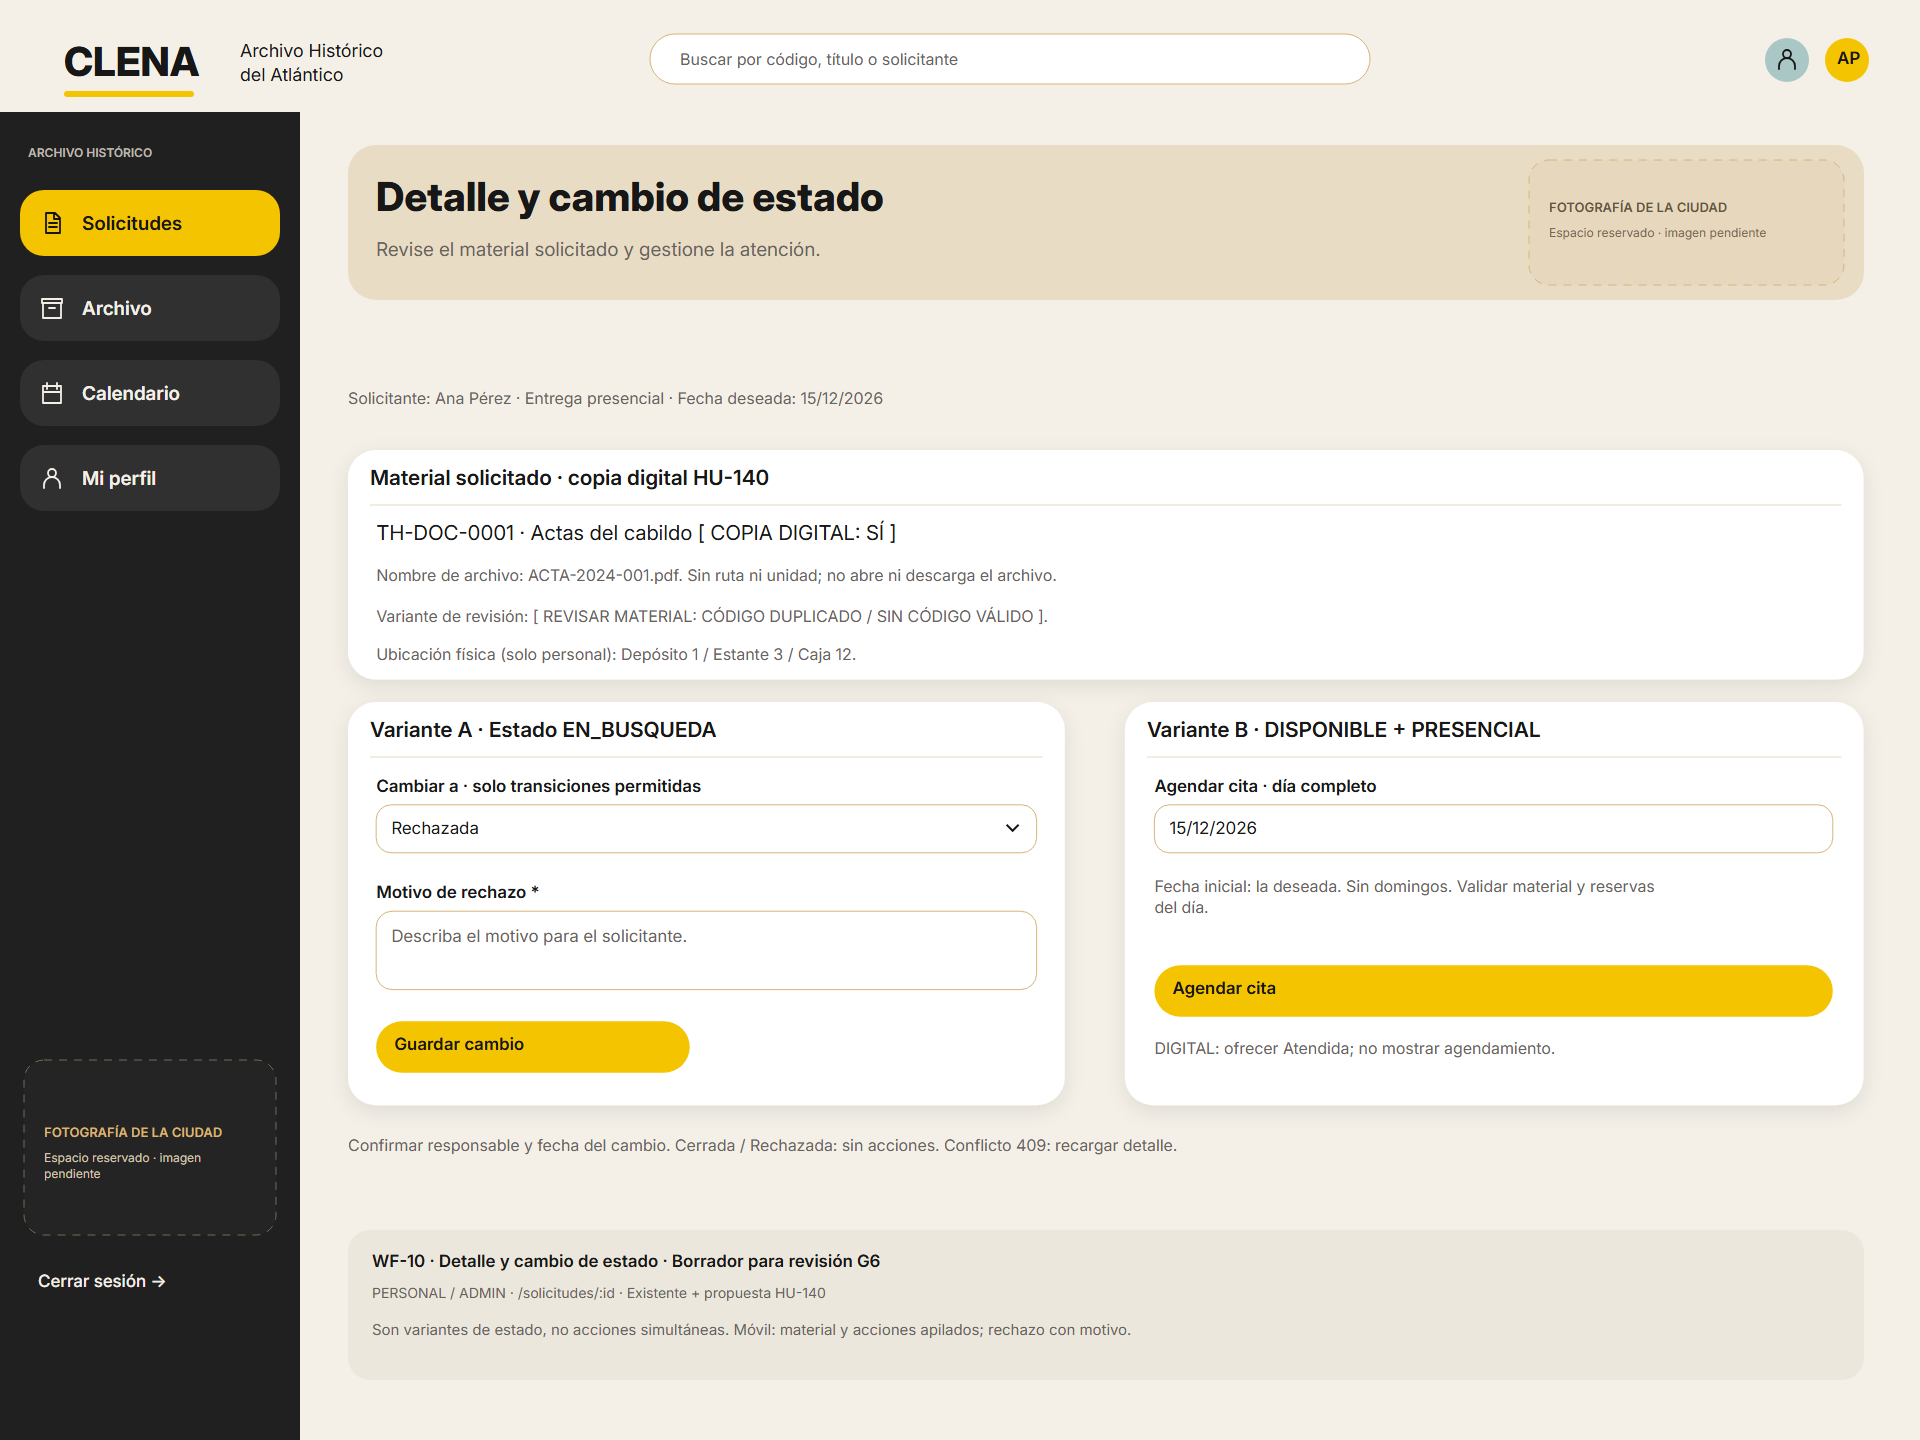 CLENA
Archivo Histórico
del Atlántico
Buscar por código, título o solicitante
AP
ARCHIVO HISTÓRICO
Solicitudes
Archivo
Calendario
Mi perfil
FOTOGRAFÍA DE LA CIUDAD
Espacio reservado · imagen
pendiente
Cerrar sesión →
Detalle y cambio de estado
Revise el material solicitado y gestione la atención.
FOTOGRAFÍA DE LA CIUDAD
Espacio reservado · imagen pendiente
Solicitante: Ana Pérez · Entrega presencial · Fecha deseada: 15/12/2026
Material solicitado · copia digital HU-140
TH-DOC-0001 · Actas del cabildo [ COPIA DIGITAL: SÍ ]
Nombre de archivo: ACTA-2024-001.pdf. Sin ruta ni unidad; no abre ni descarga el archivo.
Variante de revisión: [ REVISAR MATERIAL: CÓDIGO DUPLICADO / SIN CÓDIGO VÁLIDO ].
Ubicación física (solo personal): Depósito 1 / Estante 3 / Caja 12.
Variante A · Estado EN_BUSQUEDA
Cambiar a · solo transiciones permitidas
Rechazada
Motivo de rechazo *
Describa el motivo para el solicitante.
Guardar cambio
Variante B · DISPONIBLE + PRESENCIAL
Agendar cita · día completo
15/12/2026
Fecha inicial: la deseada. Sin domingos. Validar material y reservas
del día.
Agendar cita
DIGITAL: ofrecer Atendida; no mostrar agendamiento.
Confirmar responsable y fecha del cambio. Cerrada / Rechazada: sin acciones. Conflicto 409: recargar detalle.
WF-10 · Detalle y cambio de estado · Borrador para revisión G6
PERSONAL / ADMIN · /solicitudes/:id · Existente + propuesta HU-140
Son variantes de estado, no acciones simultáneas. Móvil: material y acciones apilados; rechazo con motivo.